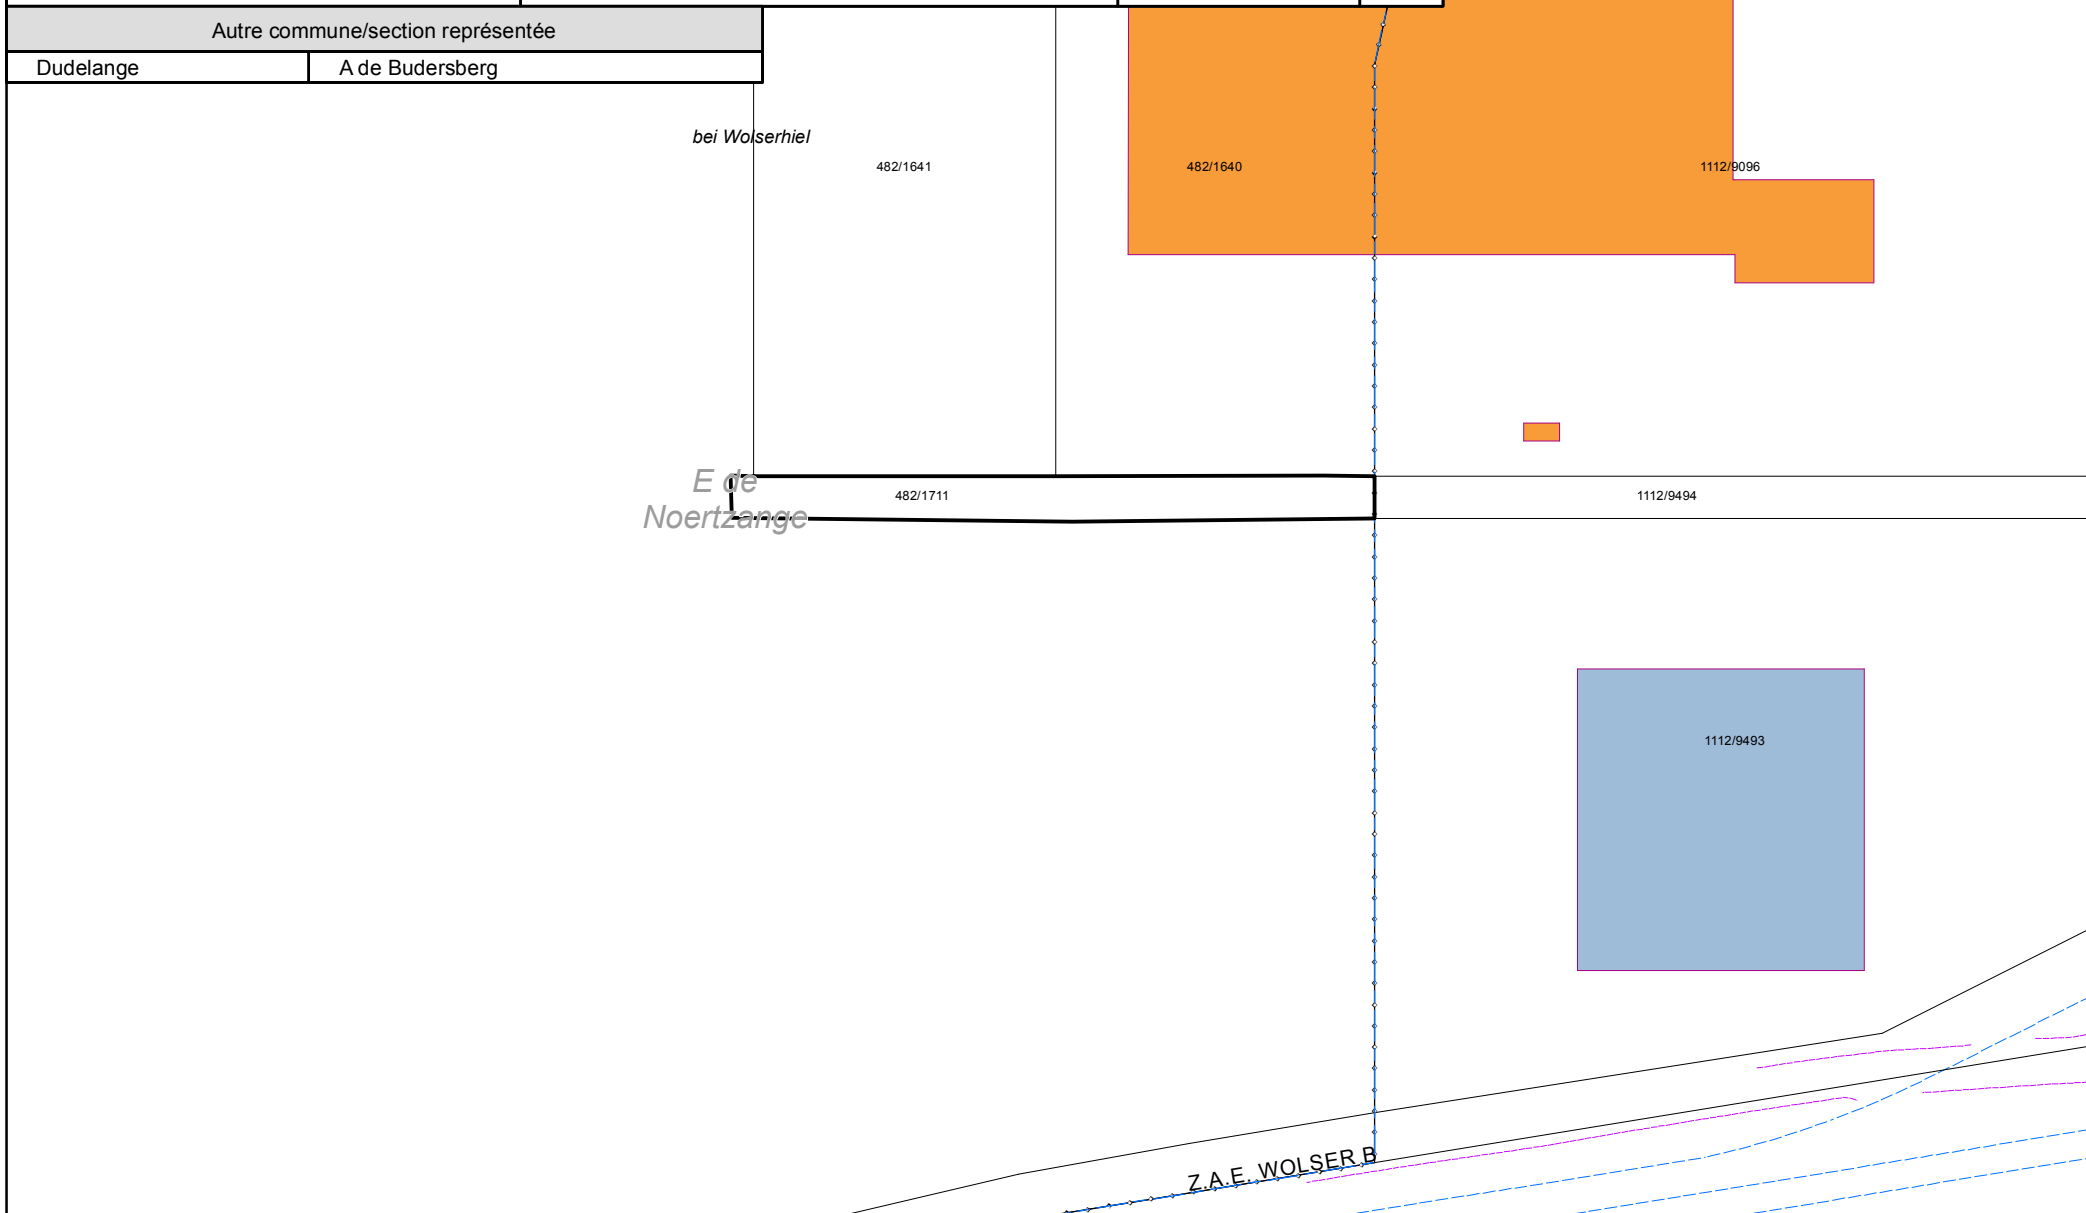 Autre commune/section représentée
Dudelange
A de Budersberg
bei Wolserhiel
482/1641
482/1640
1112/9096
E de
Noertzange
482/1711
1112/9494
1112/9493
Z.A.E. WOLSER B